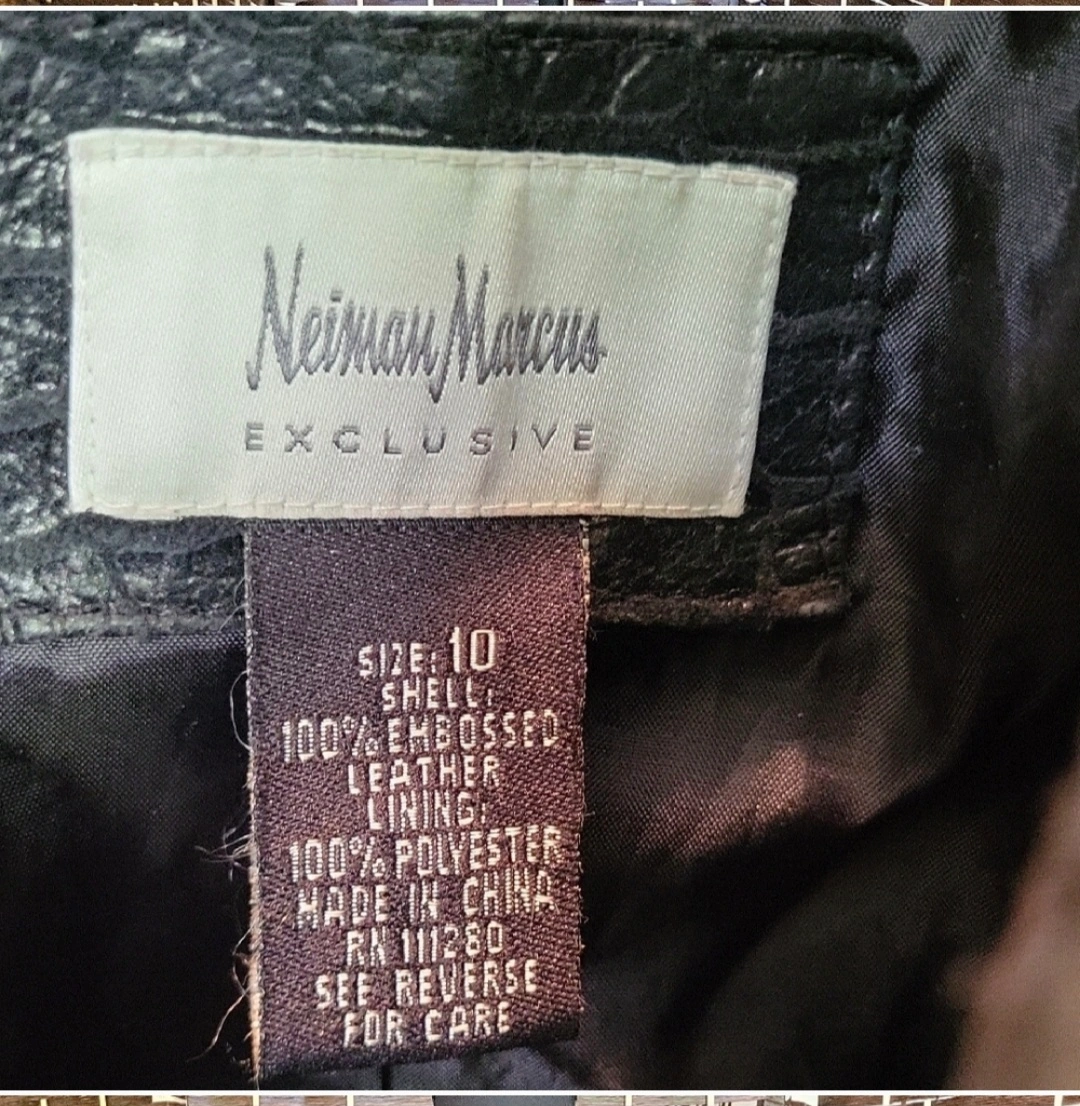 Neiman Marcus
EXCLUSIVE
SIZE: 10
SHELL:
100% EMBOSSED
LEATHER
LINING:
100% POLYESTER
MADE IN CHINA
RN 111280
SEE REVERSE
FOR CARE